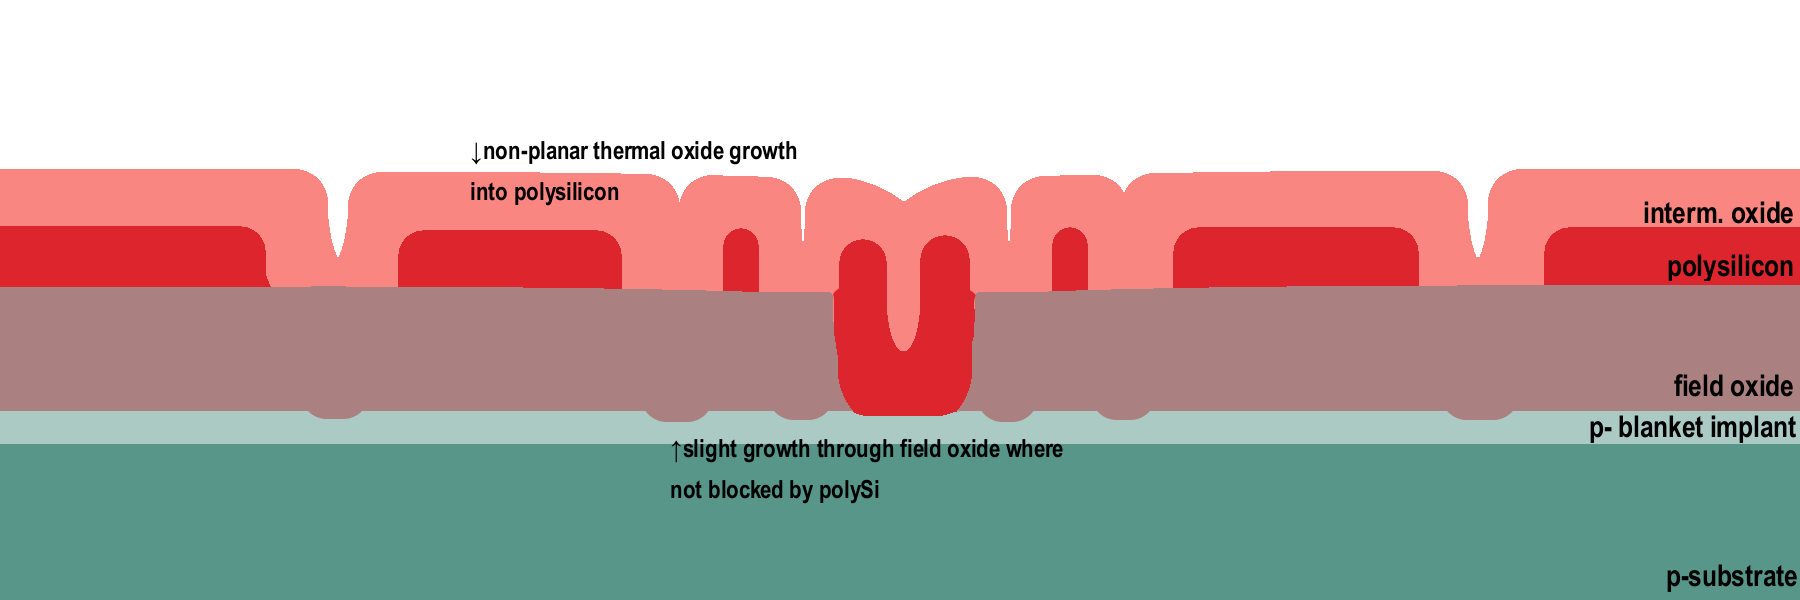 ↓non-planar thermal oxide growth
into polysilicon
interm. oxide
polysilicon
field oxide
p- blanket implant
↑slight growth through field oxide where
not blocked by polySi
p-substrate